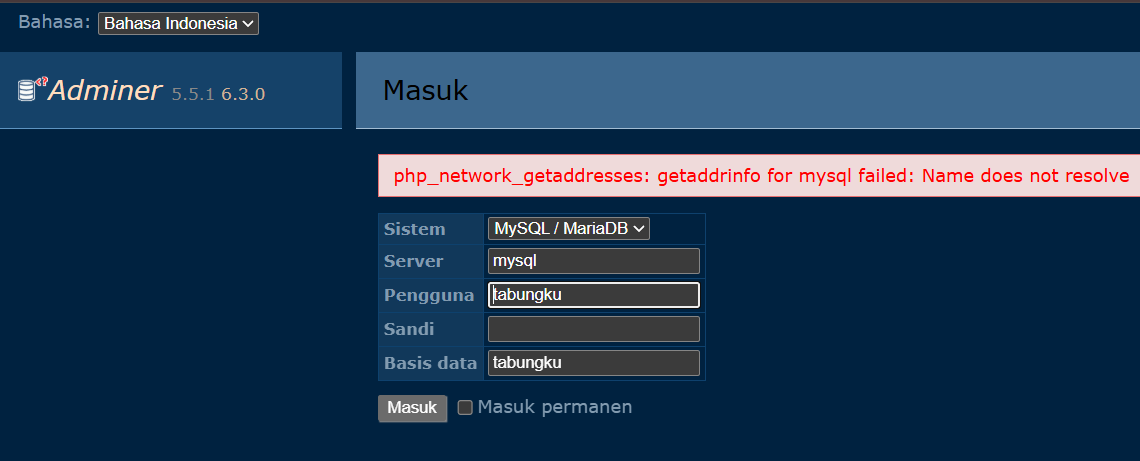 Bahasa: Bahasa Indonesia
Adminer 5.5.1 6.3.0
Masuk
php_network_getaddresses: getaddrinfo for mysql failed: Name does not resolve
Sistem MySQL / MariaDB
Server mysql
Pengguna tabungku
Sandi
Basis data tabungku
Masuk Masuk permanen